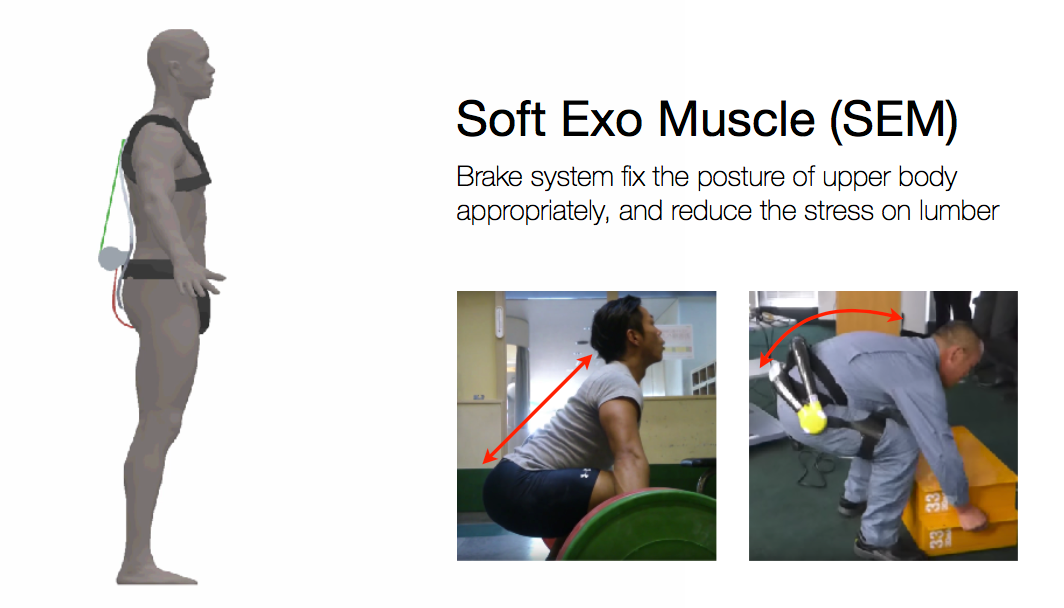 Soft Exo Muscle (SEM)
Brake system fix the posture of upper body
appropriately, and reduce the stress on lumber
33
33